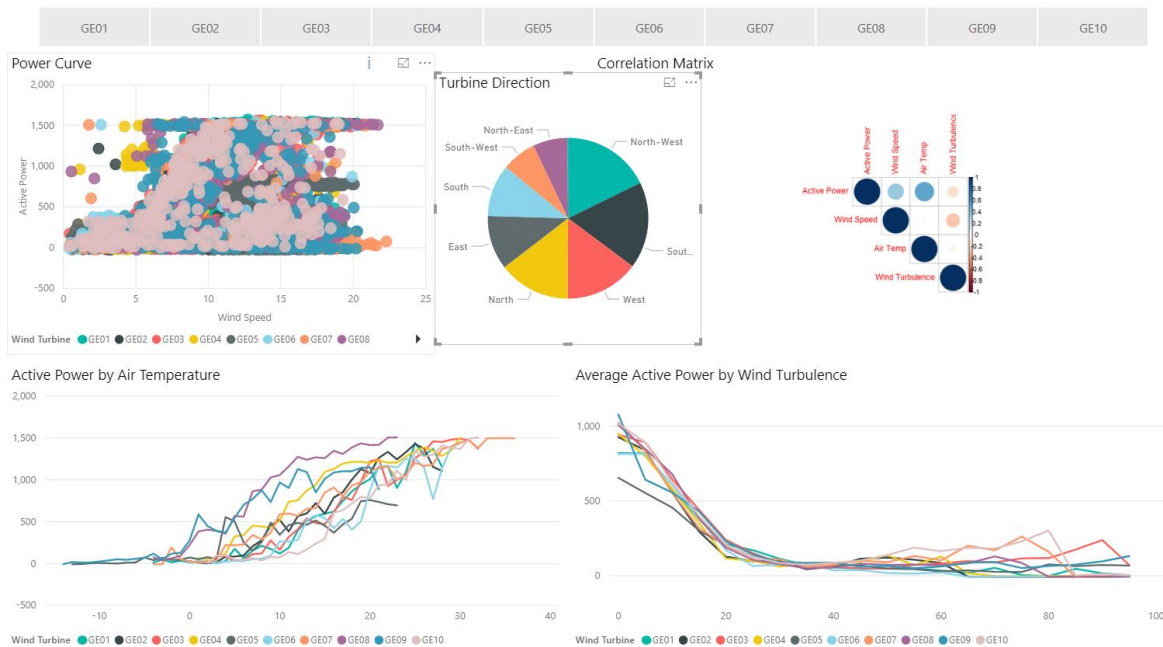 GE01 GE02 GE03 GE04 GE05 GE06 GE07 GE08 GE09 GE10
Power Curve
i
2,000
1,500
1,000
500
0
-500
Active Power
0 5 10 15 20 25
Wind Speed
Wind Turbine GE01 GE02 GE03 GE04 GE05 GE06 GE07 GE08
Turbine Direction
North-East
North-West
South-West
South
Sout...
East
North
West
Correlation Matrix
Active Power
Wind Speed
Air Temp
Wind Turbulence
Active Power
Wind Speed
Air Temp
Wind Turbulence
1
0.8
0.6
0.4
0.2
0
-0.2
-0.4
-0.6
-0.8
-1
Active Power by Air Temperature
2,000
1,500
1,000
500
0
-500
-10 0 10 20 30 40
Wind Turbine GE01 GE02 GE03 GE04 GE05 GE06 GE07 GE08 GE09 GE10
Average Active Power by Wind Turbulence
1,000
500
0
0 20 40 60 80 100
Wind Turbine GE01 GE02 GE03 GE04 GE05 GE06 GE07 GE08 GE09 GE10